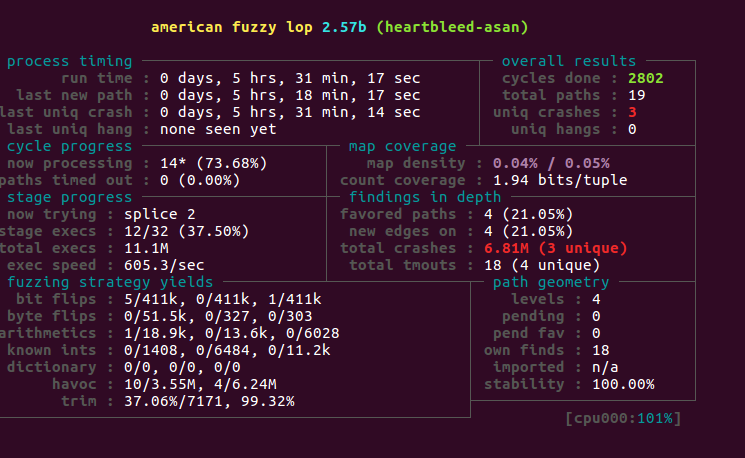 american fuzzy lop 2.57b (heartbleed-asan)
process timing overall results
run time : 0 days, 5 hrs, 31 min, 17 sec cycles done : 2802
last new path : 0 days, 5 hrs, 18 min, 17 sec total paths : 19
last uniq crash : 0 days, 5 hrs, 31 min, 14 sec uniq crashes : 3
last uniq hang : none seen yet uniq hangs : 0
cycle progress map coverage
now processing : 14* (73.68%) map density : 0.04% / 0.05%
paths timed out : 0 (0.00%) count coverage : 1.94 bits/tuple
stage progress findings in depth
now trying : splice 2 favored paths : 4 (21.05%)
stage execs : 12/32 (37.50%) new edges on : 4 (21.05%)
total execs : 11.1M total crashes : 6.81M (3 unique)
exec speed : 605.3/sec total tmouts : 18 (4 unique)
fuzzing strategy yields path geometry
bit flips : 5/411k, 0/411k, 1/411k levels : 4
byte flips : 0/51.5k, 0/327, 0/303 pending : 0
arithmetics : 1/18.9k, 0/13.6k, 0/6028 pend fav : 0
known ints : 0/1408, 0/6484, 0/11.2k own finds : 18
dictionary : 0/0, 0/0, 0/0 imported : n/a
havoc : 10/3.55M, 4/6.24M stability : 100.00%
trim : 37.06%/7171, 99.32%
[cpu000:101%]